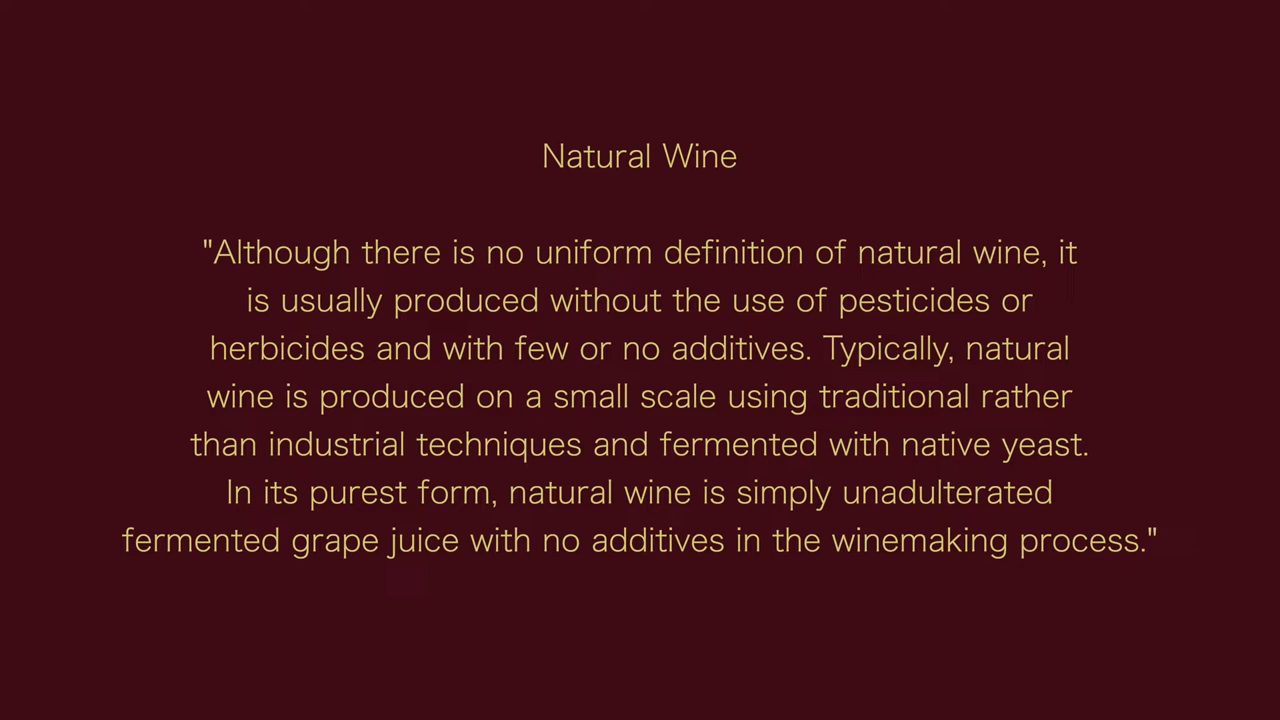 Natural Wine
"Although there is no uniform definition of natural wine, it
is usually produced without the use of pesticides or
herbicides and with few or no additives. Typically, natural
wine is produced on a small scale using traditional rather
than industrial techniques and fermented with native yeast.
In its purest form, natural wine is simply unadulterated
fermented grape juice with no additives in the winemaking process."